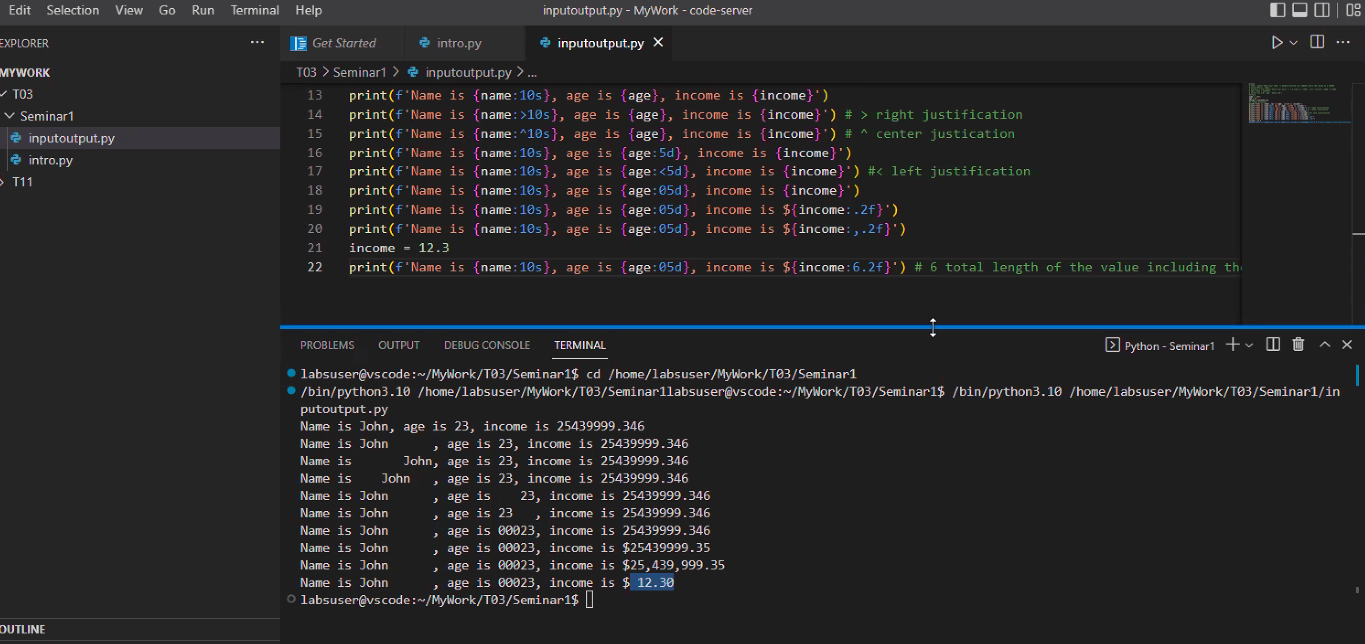 Edit Selection View Go Run Terminal Help inputoutput.py - MyWork - code-server
EXPLORER ··· Get Started intro.py inputoutput.py
MYWORK
T03
Seminar1
inputoutput.py
intro.py
T11
OUTLINE
T03 > Seminar1 > inputoutput.py > ...
13 print(f'Name is {name:10s}, age is {age}, income is {income}')
14 print(f'Name is {name:>10s}, age is {age}, income is {income}') # > right justification
15 print(f'Name is {name:^10s}, age is {age}, income is {income}') # ^ center justication
16 print(f'Name is {name:10s}, age is {age:5d}, income is {income}')
17 print(f'Name is {name:10s}, age is {age:<5d}, income is {income}') #< left justification
18 print(f'Name is {name:10s}, age is {age:05d}, income is {income}')
19 print(f'Name is {name:10s}, age is {age:05d}, income is ${income:.2f}')
20 print(f'Name is {name:10s}, age is {age:05d}, income is ${income:,.2f}')
21 income = 12.3
22 print(f'Name is {name:10s}, age is {age:05d}, income is ${income:6.2f}') # 6 total length of the value including th
PROBLEMS OUTPUT DEBUG CONSOLE TERMINAL Python - Seminar1
labsuser@vscode:~/MyWork/T03/Seminar1$ cd /home/labsuser/MyWork/T03/Seminar1
/bin/python3.10 /home/labsuser/MyWork/T03/Seminar1labsuser@vscode:~/MyWork/T03/Seminar1$ /bin/python3.10 /home/labsuser/MyWork/T03/Seminar1/in
putoutput.py
Name is John, age is 23, income is 25439999.346
Name is John      , age is 23, income is 25439999.346
Name is       John, age is 23, income is 25439999.346
Name is    John   , age is 23, income is 25439999.346
Name is John      , age is    23, income is 25439999.346
Name is John      , age is 23   , income is 25439999.346
Name is John      , age is 00023, income is 25439999.346
Name is John      , age is 00023, income is $25439999.35
Name is John      , age is 00023, income is $25,439,999.35
Name is John      , age is 00023, income is $ 12.30
labsuser@vscode:~/MyWork/T03/Seminar1$